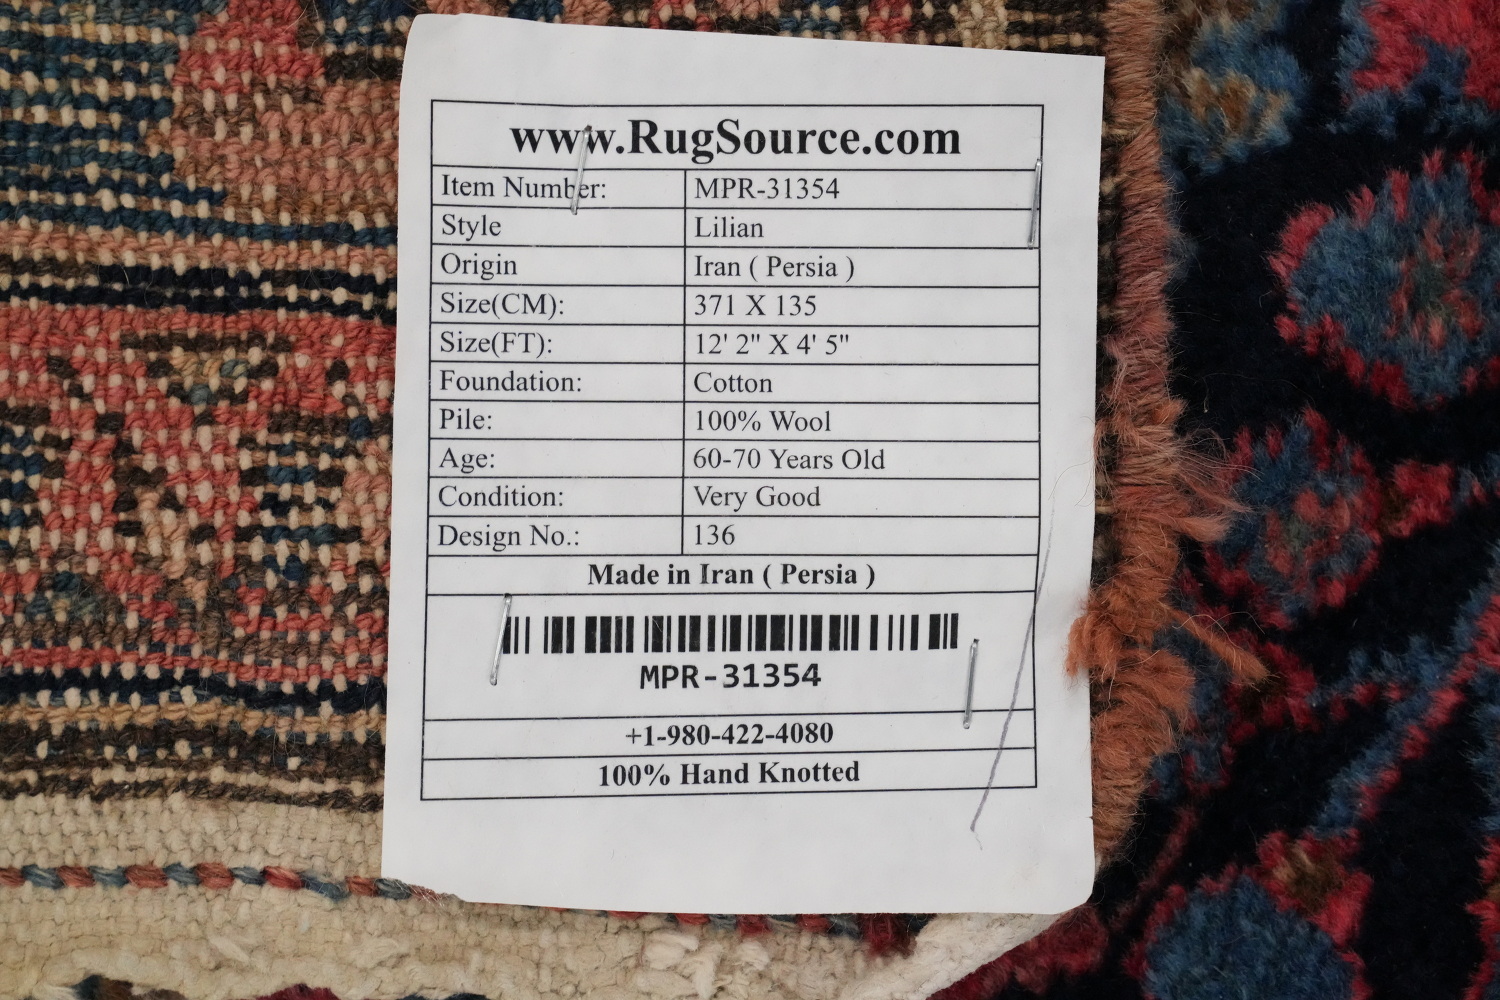 www.RugSource.com
Item Number: MPR-31354
Style Lilian
Origin Iran ( Persia )
Size(CM): 371 X 135
Size(FT): 12' 2" X 4' 5"
Foundation: Cotton
Pile: 100% Wool
Age: 60-70 Years Old
Condition: Very Good
Design No.: 136
Made in Iran ( Persia )
MPR-31354
+1-980-422-4080
100% Hand Knotted